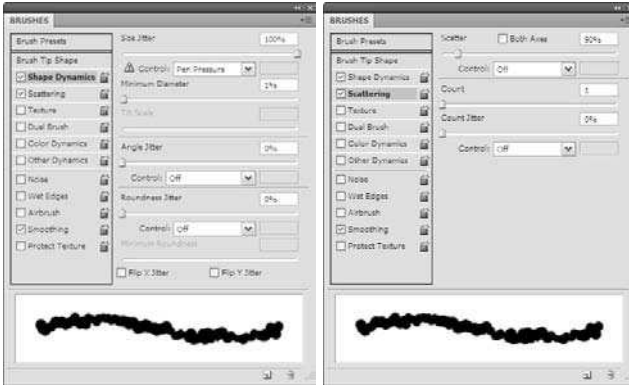 BRUSHES
Brush Presets
Brush Tip Shape
Shape Dynamics
Scattering
Texture
Dual Brush
Color Dynamics
Other Dynamics
Noise
Wet Edges
Airbrush
Smoothing
Protect Texture
Size Jitter 100%
Control: Pen Pressure
Minimum Diameter 1%
Tilt Scale
Angle Jitter 0%
Control: Off
Roundness Jitter 0%
Control: Off
Minimum Roundness
Flip X Jitter Flip Y Jitter
BRUSHES
Brush Presets
Brush Tip Shape
Shape Dynamics
Scattering
Texture
Dual Brush
Color Dynamics
Other Dynamics
Noise
Wet Edges
Airbrush
Smoothing
Protect Texture
Scatter Both Axes 90%
Control: Off
Count 1
Count Jitter 0%
Control: Off